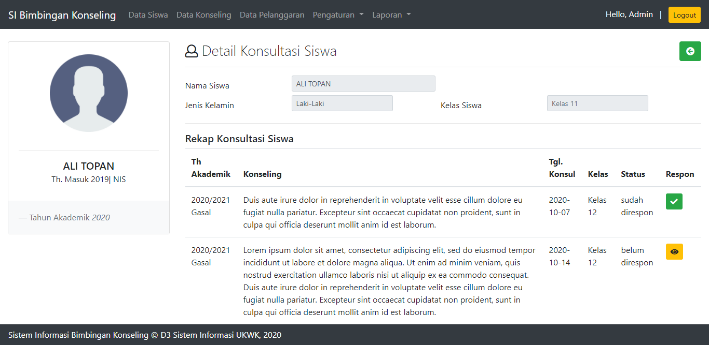 SI Bimbingan Konseling Data Siswa Data Konseling Data Pelanggaran Pengaturan Laporan Hello, Admin | Logout
ALI TOPAN
Th. Masuk 2019| NIS
— Tahun Akademik 2020
Detail Konsultasi Siswa
Nama Siswa ALI TOPAN
Jenis Kelamin Laki-Laki Kelas Siswa Kelas 11
Rekap Konsultasi Siswa
Th Tgl.
Akademik Konseling Konsul Kelas Status Respon
2020/2021 Duis aute irure dolor in reprehenderit in voluptate velit esse cillum dolore eu 2020- Kelas sudah
Gasal fugiat nulla pariatur. Excepteur sint occaecat cupidatat non proident, sunt in 10-07 12 direspon
culpa qui officia deserunt mollit anim id est laborum.
2020/2021 Lorem ipsum dolor sit amet, consectetur adipiscing elit, sed do eiusmod tempor 2020- Kelas belum
Gasal incididunt ut labore et dolore magna aliqua. Ut enim ad minim veniam, quis 10-14 12 direspon
nostrud exercitation ullamco laboris nisi ut aliquip ex ea commodo consequat.
Duis aute irure dolor in reprehenderit in voluptate velit esse cillum dolore eu
fugiat nulla pariatur. Excepteur sint occaecat cupidatat non proident, sunt in
culpa qui officia deserunt mollit anim id est laborum.
Sistem Informasi Bimbingan Konseling © D3 Sistem Informasi UKWK, 2020